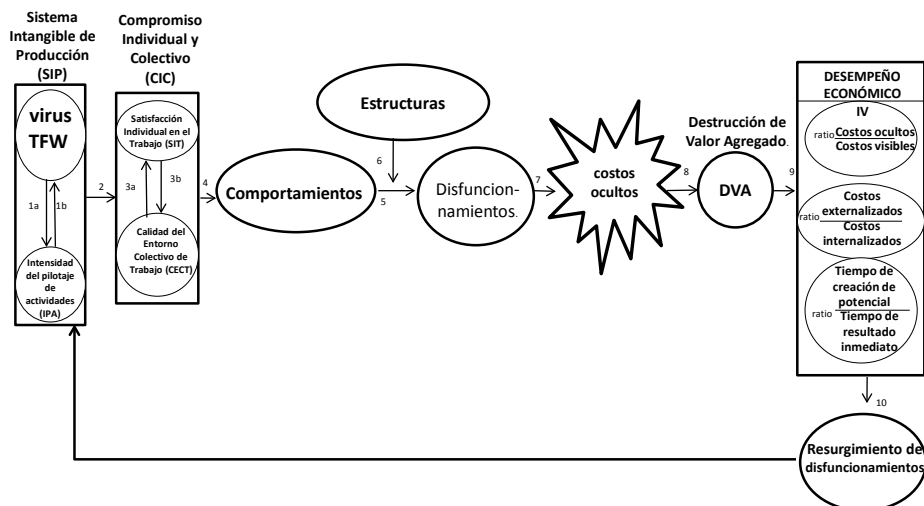 Sistema
Intangible de
Producción
(SIP)
virus
TFW
1a
1b
Intensidad
del pilotaje
de
actividades
(IPA)
2
Compromiso
Individual y
Colectivo
(CIC)
Satisfacción
Individual en el
Trabajo (SIT)
3a
3b
Calidad del
Entorno
Colectivo de
Trabajo (CECT)
4
Comportamientos
Estructuras
6
5
Disfuncion-
namientos.
7
costos
ocultos
8
Destrucción de
Valor Agregado.
DVA
9
DESEMPEÑO
ECONÓMICO
IV
ratio Costos ocultos
Costos visibles
Costos
externalizados
ratio
Costos
internalizados
Tiempo de
creación de
potencial
ratio
Tiempo de
resultado
inmediato
10
Resurgimiento de
disfuncionamientos